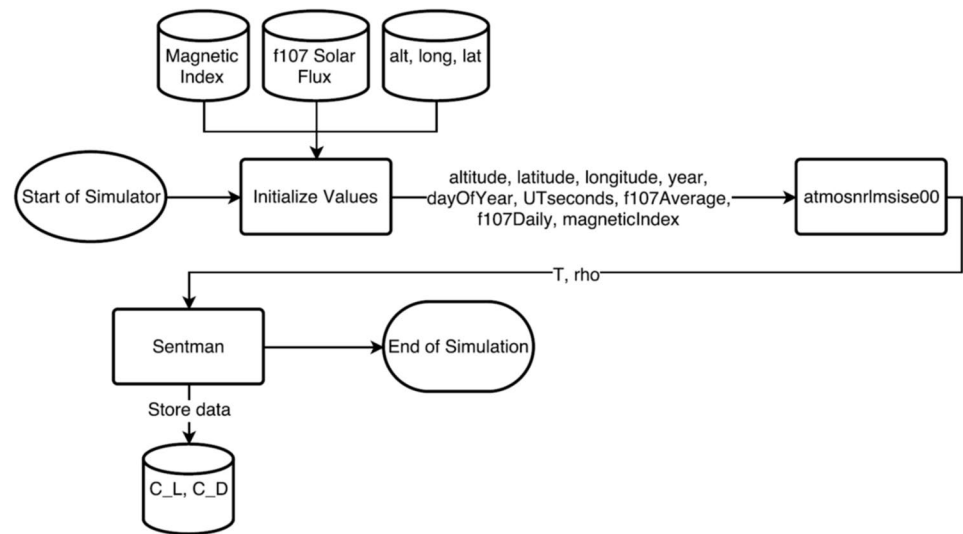 Magnetic
Index
f107 Solar
Flux
alt, long, lat
Start of Simulator
Initialize Values
altitude, latitude, longitude, year,
dayOfYear, UTseconds, f107Average,
f107Daily, magneticIndex
atmosnrlmsise00
T, rho
Sentman
End of Simulation
Store data
C_L, C_D